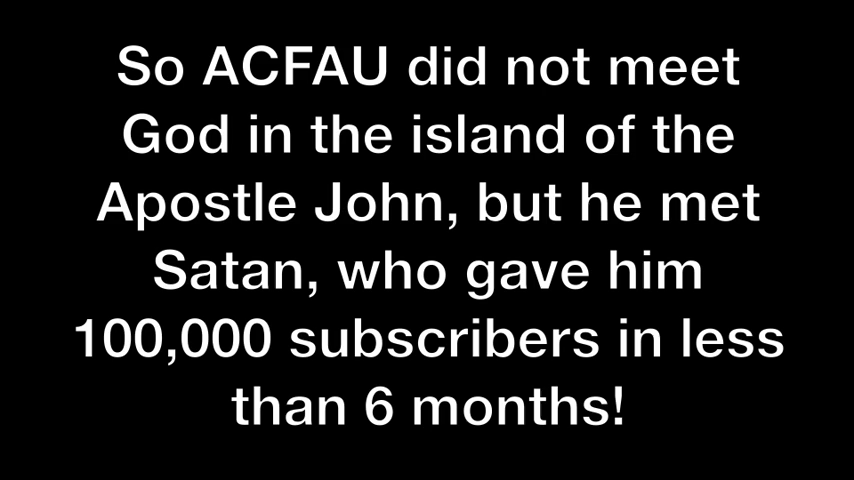 So ACFAU did not meet
God in the island of the
Apostle John, but he met
Satan, who gave him
100,000 subscribers in less
than 6 months!